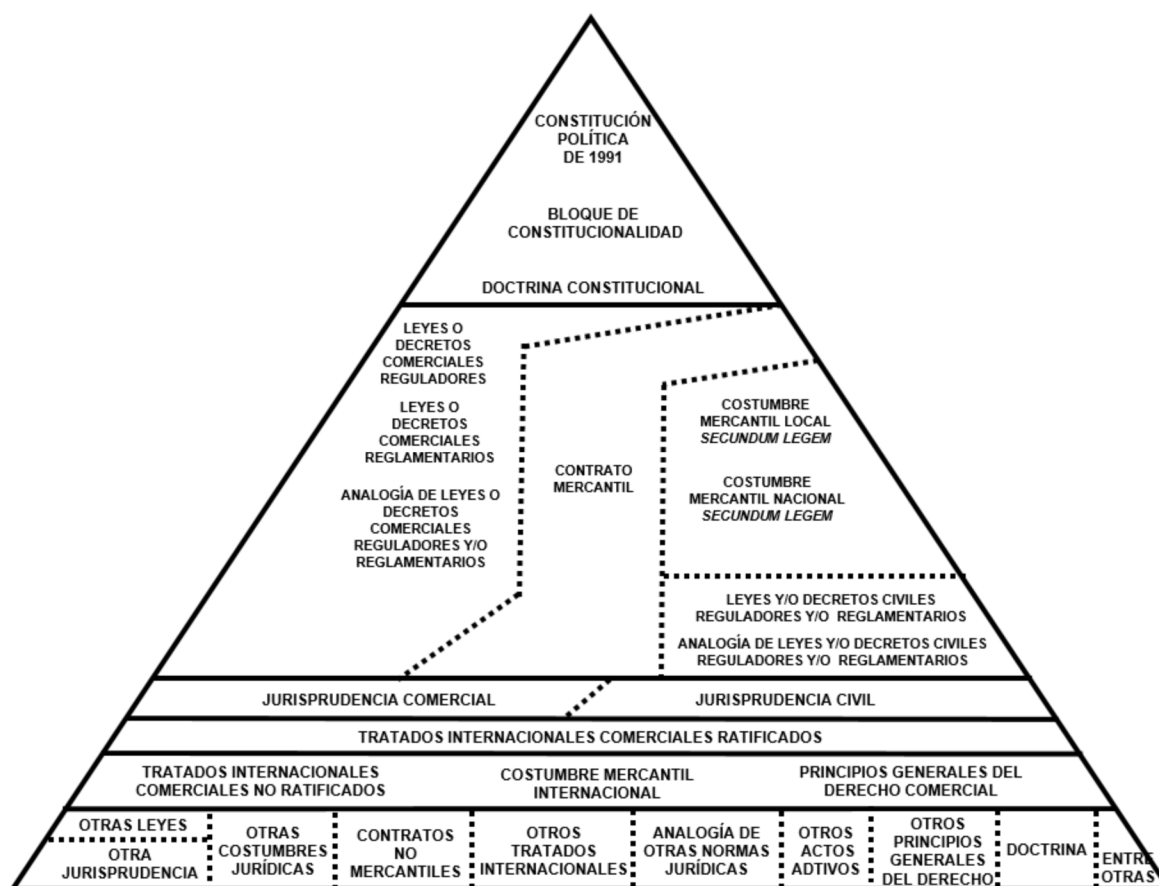 CONSTITUCIÓN
POLÍTICA
DE 1991
BLOQUE DE
CONSTITUCIONALIDAD
DOCTRINA CONSTITUCIONAL
LEYES O
DECRETOS
COMERCIALES
REGULADORES
LEYES O
DECRETOS
COMERCIALES
REGLAMENTARIOS
ANALOGÍA DE LEYES O
DECRETOS
COMERCIALES
REGULADORES Y/O
REGLAMENTARIOS
CONTRATO
MERCANTIL
COSTUMBRE
MERCANTIL LOCAL
SECUNDUM LEGEM
COSTUMBRE
MERCANTIL NACIONAL
SECUNDUM LEGEM
LEYES Y/O DECRETOS CIVILES
REGULADORES Y/O REGLAMENTARIOS
ANALOGÍA DE LEYES Y/O DECRETOS CIVILES
REGULADORES Y/O REGLAMENTARIOS
JURISPRUDENCIA COMERCIAL
JURISPRUDENCIA CIVIL
TRATADOS INTERNACIONALES COMERCIALES RATIFICADOS
TRATADOS INTERNACIONALES
COMERCIALES NO RATIFICADOS
COSTUMBRE MERCANTIL
INTERNACIONAL
PRINCIPIOS GENERALES DEL
DERECHO COMERCIAL
OTRAS LEYES
OTRA
JURISPRUDENCIA
OTRAS
COSTUMBRES
JURÍDICAS
CONTRATOS
NO
MERCANTILES
OTROS
TRATADOS
INTERNACIONALES
ANALOGÍA DE
OTRAS NORMAS
JURÍDICAS
OTROS
ACTOS
ADTIVOS
OTROS
PRINCIPIOS
GENERALES
DEL DERECHO
DOCTRINA
ENTRE
OTRAS